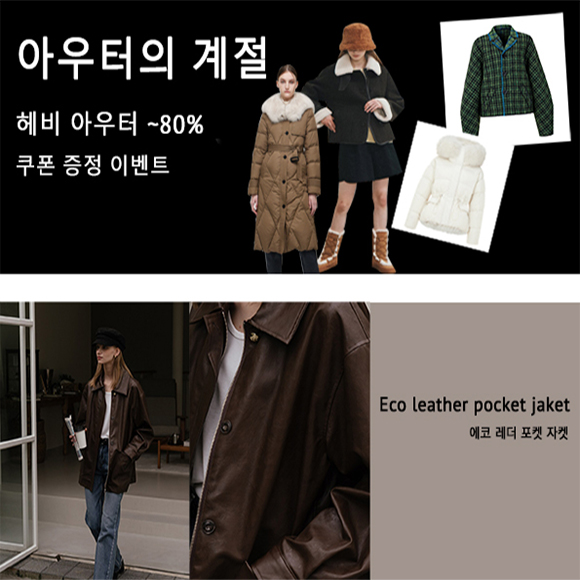 아우터의 계절
헤비 아우터 ~80%
쿠폰 증정 이벤트
Eco leather pocket jaket
에코 레더 포켓 자켓